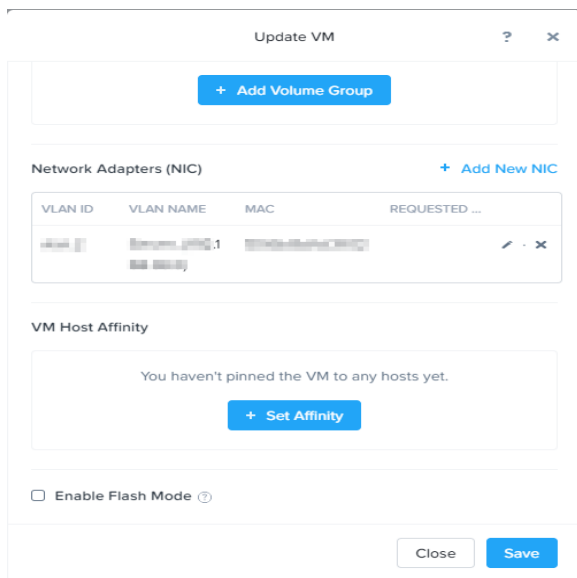 Update VM ? ×
+ Add Volume Group
Network Adapters (NIC) + Add New NIC
VLAN ID VLAN NAME MAC REQUESTED ...
VM Host Affinity
You haven't pinned the VM to any hosts yet.
+ Set Affinity
Enable Flash Mode ?
Close Save